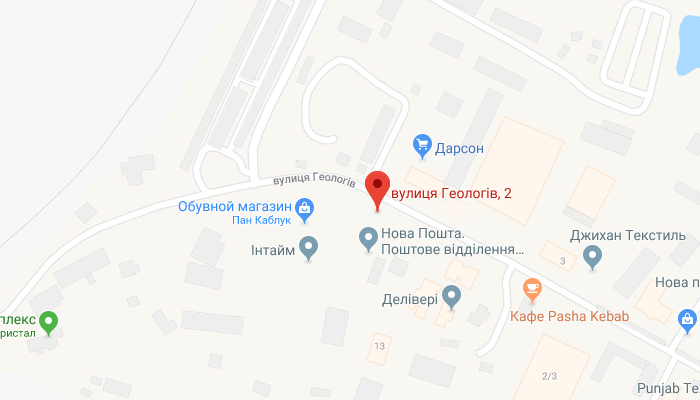 Дарсон
вулиця Геологів
вулиця Геологів, 2
Обувной магазин
Пан Каблук
Інтайм
Нова Пошта.
Поштове відділення...
Джихан Текстиль
3
Делівері
Нова п
Кафе Pasha Kebab
плекс
ристал
13
2/3
Punjab Te